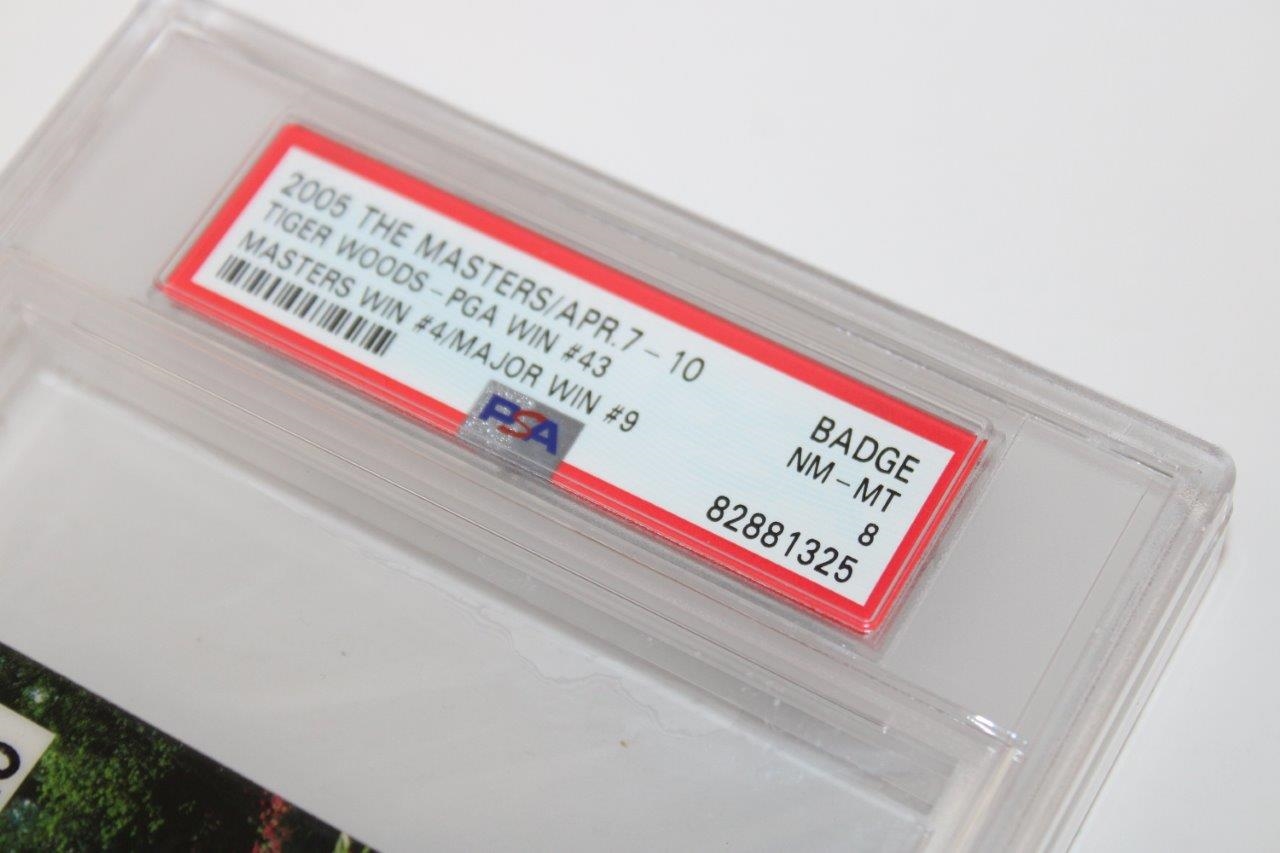 2005 THE MASTERS/APR.7-10
TIGER WOODS-PGA WIN #43
MASTERS WIN #4/MAJOR WIN #9
BADGE
NM-MT
8
82881325
PSA